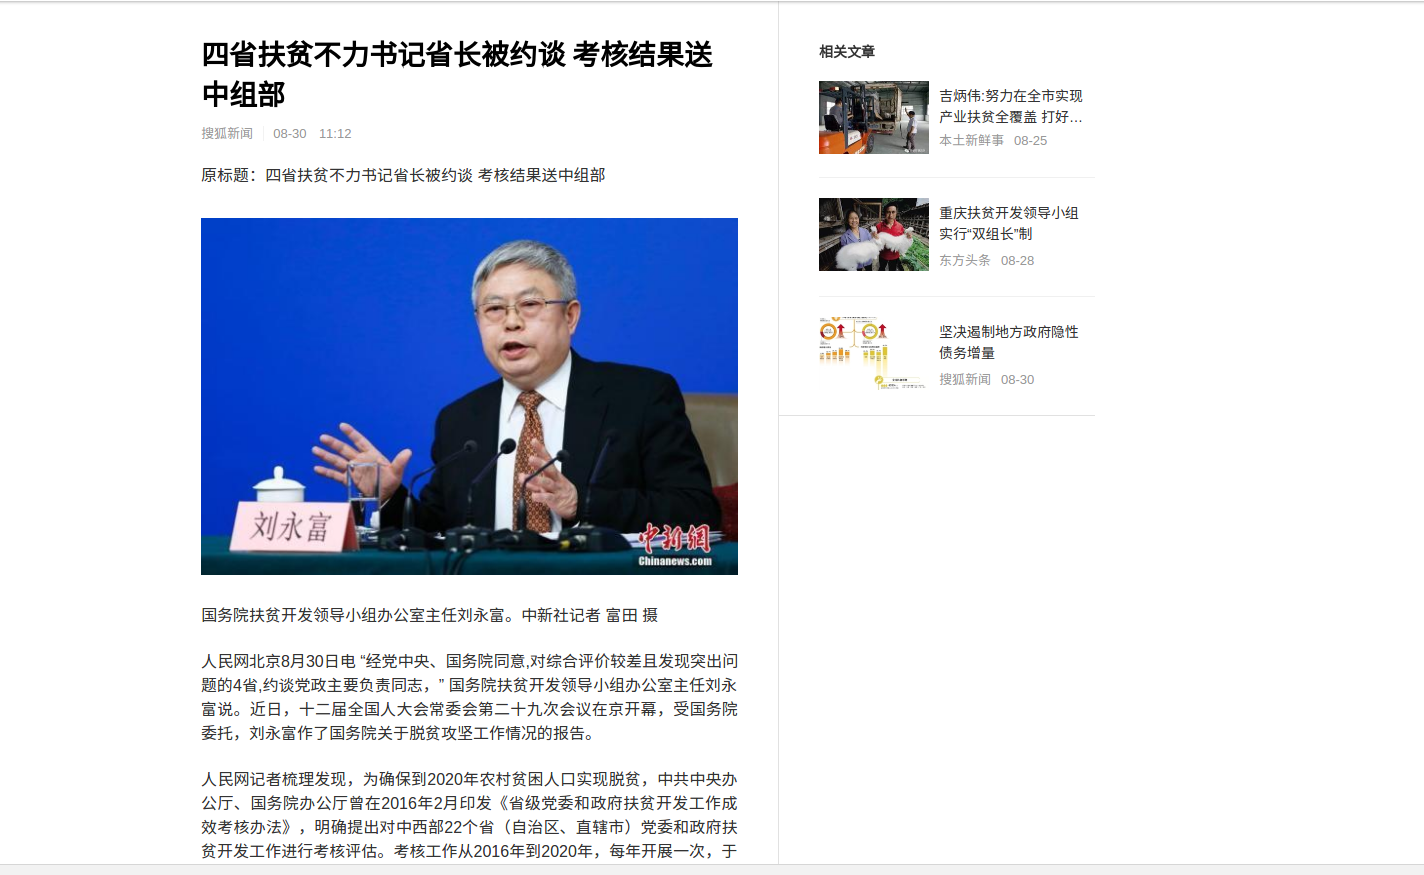 四省扶贫不力书记省长被约谈 考核结果送
中组部
搜狐新闻 08-30 11:12
原标题：四省扶贫不力书记省长被约谈 考核结果送中组部
刘永富
中新網
Chinanews.com
国务院扶贫开发领导小组办公室主任刘永富。中新社记者 富田 摄
人民网北京8月30日电 “经党中央、国务院同意,对综合评价较差且发现突出问
题的4省,约谈党政主要负责同志，” 国务院扶贫开发领导小组办公室主任刘永
富说。近日，十二届全国人大会常委会第二十九次会议在京开幕，受国务院
委托，刘永富作了国务院关于脱贫攻坚工作情况的报告。
人民网记者梳理发现，为确保到2020年农村贫困人口实现脱贫，中共中央办
公厅、国务院办公厅曾在2016年2月印发《省级党委和政府扶贫开发工作成
效考核办法》，明确提出对中西部22个省（自治区、直辖市）党委和政府扶
贫开发工作进行考核评估。考核工作从2016年到2020年，每年开展一次，于
相关文章
吉炳伟:努力在全市实现
产业扶贫全覆盖 打好…
本土新鲜事 08-25
重庆扶贫开发领导小组
实行“双组长”制
东方头条 08-28
坚决遏制地方政府隐性
债务增量
搜狐新闻 08-30